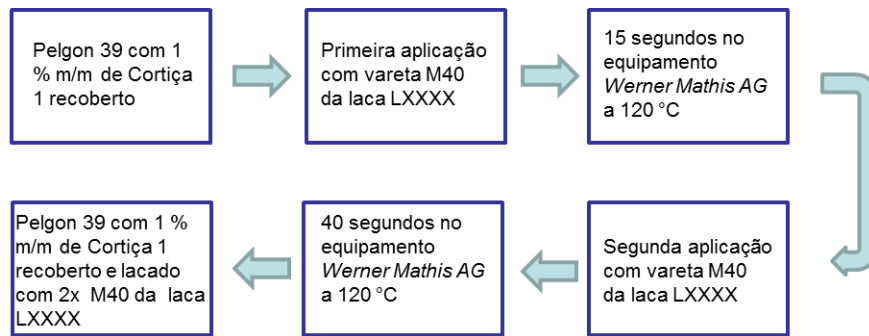 Pelgon 39 com 1
% m/m de Cortiça
1 recoberto
Primeira aplicação
com vareta M40
da laca LXXXX
15 segundos no
equipamento
Werner Mathis AG
a 120 °C
Segunda aplicação
com vareta M40
da laca LXXXX
40 segundos no
equipamento
Werner Mathis AG
a 120 °C
Pelgon 39 com 1 %
m/m de Cortiça 1
recoberto e lacado
com 2x M40 da laca
LXXXX